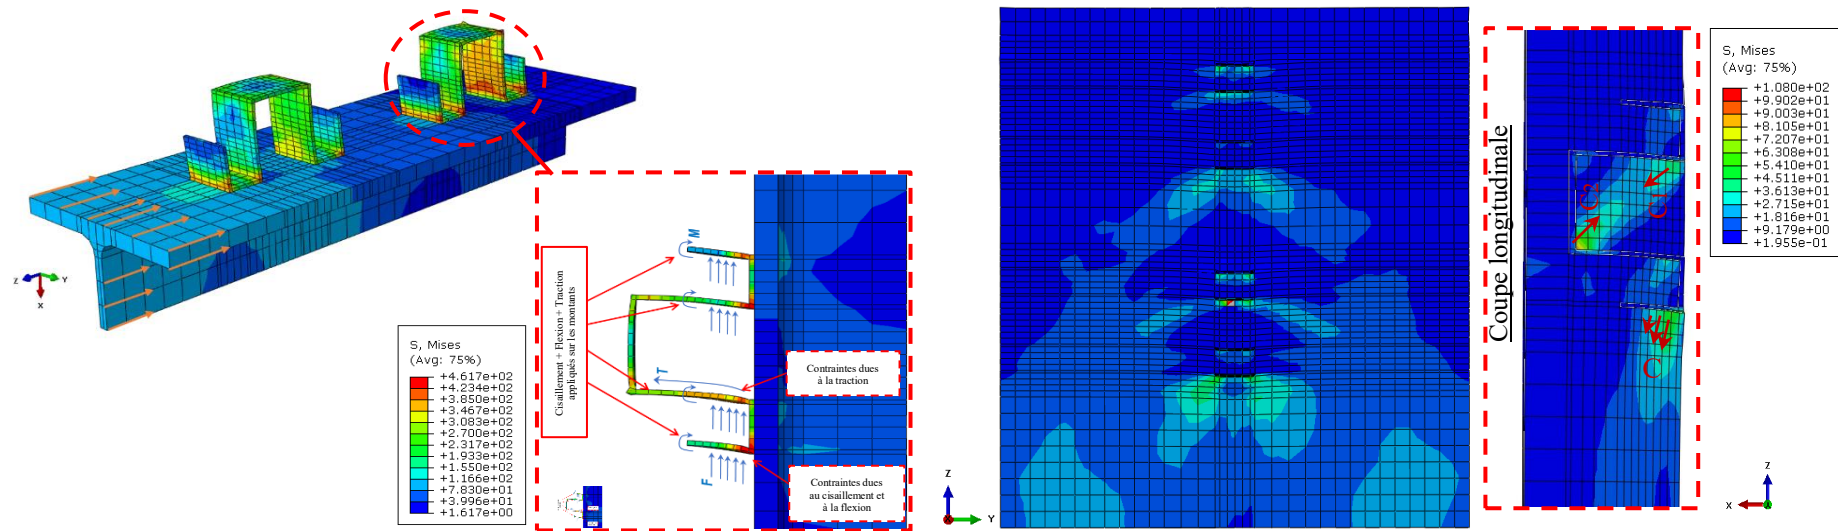 Z
Y
X
S, Mises
(Avg: 75%)
+4.617e+02
+4.234e+02
+3.850e+02
+3.467e+02
+3.083e+02
+2.700e+02
+2.317e+02
+1.933e+02
+1.550e+02
+1.166e+02
+7.830e+01
+3.996e+01
+1.617e+00
Cisaillement + Flexion + Traction
appliqués sur les montants
M
T
F
Contraintes dues
à la traction
Contraintes dues
au cisaillement et
à la flexion
Z
Y
Coupe longitudinale
C
S, Mises
(Avg: 75%)
+1.080e+02
+9.902e+01
+9.003e+01
+8.105e+01
+7.207e+01
+6.308e+01
+5.410e+01
+4.511e+01
+3.613e+01
+2.715e+01
+1.816e+01
+9.179e+00
+1.955e-01
Z
X